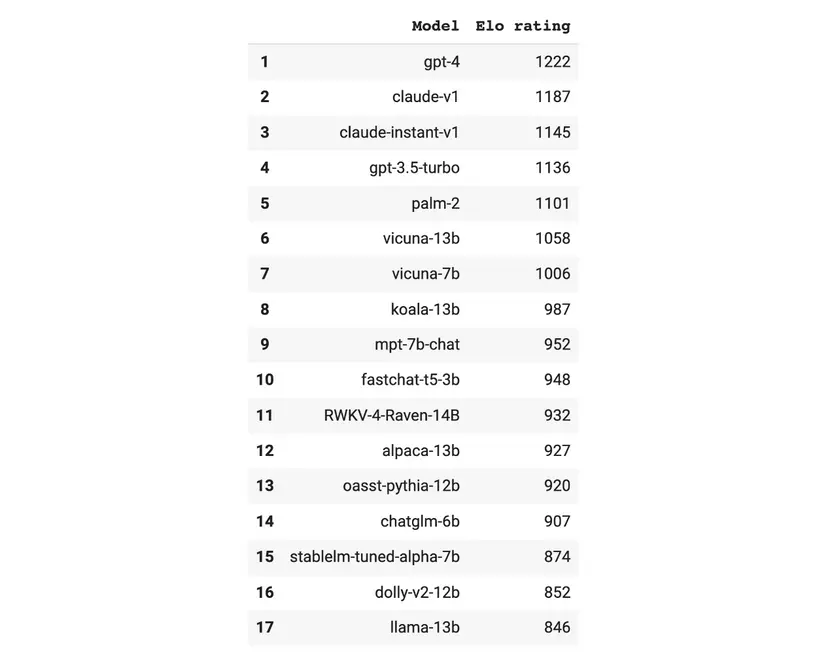 Model Elo rating
1 gpt-4 1222
2 claude-v1 1187
3 claude-instant-v1 1145
4 gpt-3.5-turbo 1136
5 palm-2 1101
6 vicuna-13b 1058
7 vicuna-7b 1006
8 koala-13b 987
9 mpt-7b-chat 952
10 fastchat-t5-3b 948
11 RWKV-4-Raven-14B 932
12 alpaca-13b 927
13 oasst-pythia-12b 920
14 chatglm-6b 907
15 stablelm-tuned-alpha-7b 874
16 dolly-v2-12b 852
17 llama-13b 846